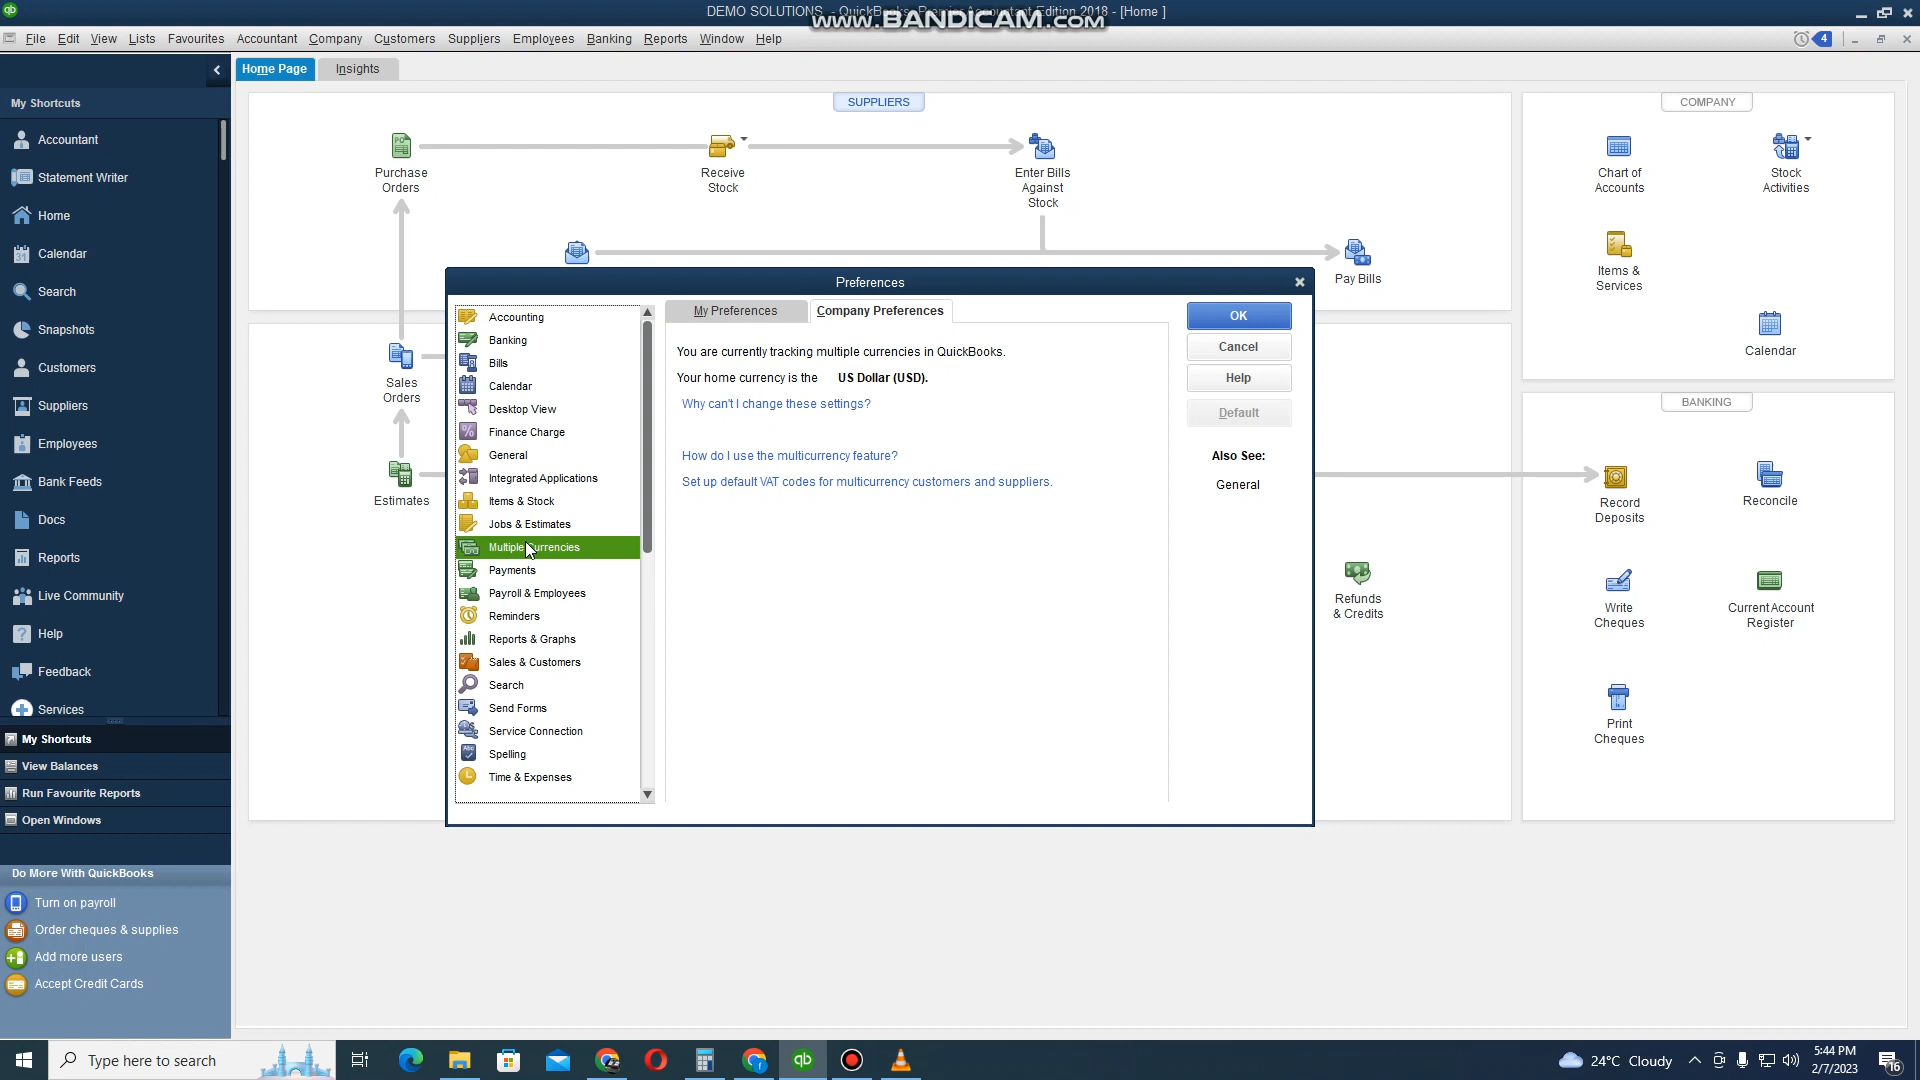 DEMO SOLUTIONS - QuickBooks Premier Accountant Edition 2018 - [Home ]
www.BANDICAM.com
File Edit View Lists Favourites Accountant Company Customers Suppliers Employees Banking Reports Window Help
4
Home Page Insights
My Shortcuts
Accountant
Statement Writer
Home
Calendar
Search
Snapshots
Customers
Suppliers
Employees
Bank Feeds
Docs
Reports
Live Community
Help
Feedback
Services
My Shortcuts
View Balances
Run Favourite Reports
Open Windows
Do More With QuickBooks
Turn on payroll
Order cheques & supplies
Add more users
Accept Credit Cards
SUPPLIERS
Purchase
Orders
Receive
Stock
Enter Bills
Against
Stock
Pay Bills
Sales
Orders
Estimates
Refunds
& Credits
COMPANY
Chart of
Accounts
Stock
Activities
Items &
Services
Calendar
BANKING
Record
Deposits
Reconcile
Write
Cheques
Current Account
Register
Print
Cheques
Preferences
Accounting
Banking
Bills
Calendar
Desktop View
Finance Charge
General
Integrated Applications
Items & Stock
Jobs & Estimates
Multiple Currencies
Payments
Payroll & Employees
Reminders
Reports & Graphs
Sales & Customers
Search
Send Forms
Service Connection
Spelling
Time & Expenses
My Preferences Company Preferences
You are currently tracking multiple currencies in QuickBooks.
Your home currency is the US Dollar (USD).
Why can't I change these settings?
How do I use the multicurrency feature?
Set up default VAT codes for multicurrency customers and suppliers.
OK
Cancel
Help
Default
Also See:
General
Type here to search
24°C Cloudy
5:44 PM
2/7/2023
16